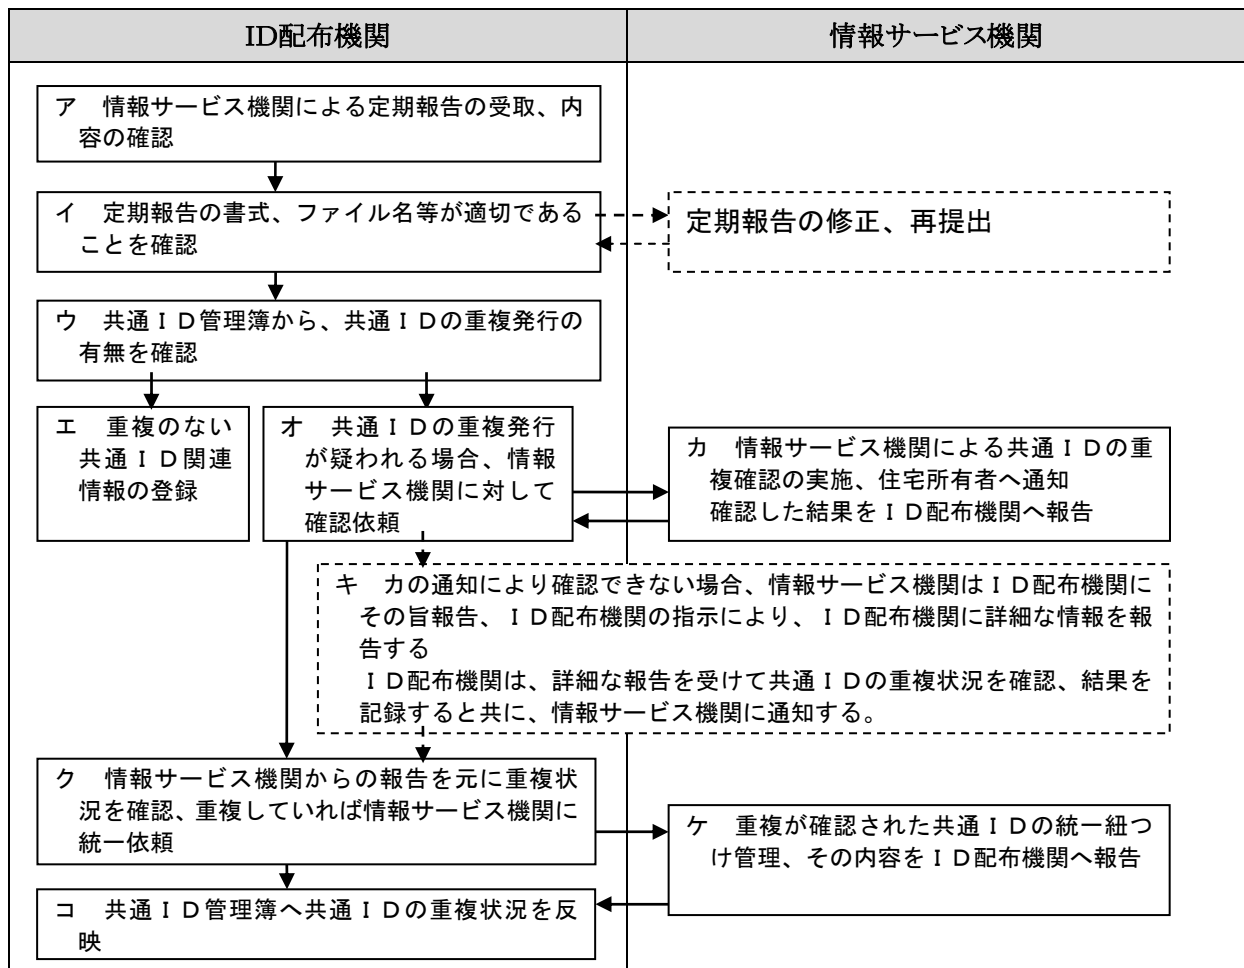 ID配布機関
情報サービス機関
ア　情報サービス機関による定期報告の受取、内
容の確認
イ　定期報告の書式、ファイル名等が適切である
ことを確認
定期報告の修正、再提出
ウ　共通ＩＤ管理簿から、共通ＩＤの重複発行の
有無を確認
エ　重複のない
共通ＩＤ関連
情報の登録
オ　共通ＩＤの重複発行
が疑われる場合、情報
サービス機関に対して
確認依頼
カ　情報サービス機関による共通ＩＤの重
複確認の実施、住宅所有者へ通知
確認した結果をＩＤ配布機関へ報告
キ　カの通知により確認できない場合、情報サービス機関はＩＤ配布機関に
その旨報告、ＩＤ配布機関の指示により、ＩＤ配布機関に詳細な情報を報
告する
ＩＤ配布機関は、詳細な報告を受けて共通ＩＤの重複状況を確認、結果を
記録すると共に、情報サービス機関に通知する。
ク　情報サービス機関からの報告を元に重複状
況を確認、重複していれば情報サービス機関に
統一依頼
ケ　重複が確認された共通ＩＤの統一紐つ
け管理、その内容をＩＤ配布機関へ報告
コ　共通ＩＤ管理簿へ共通ＩＤの重複状況を反
映